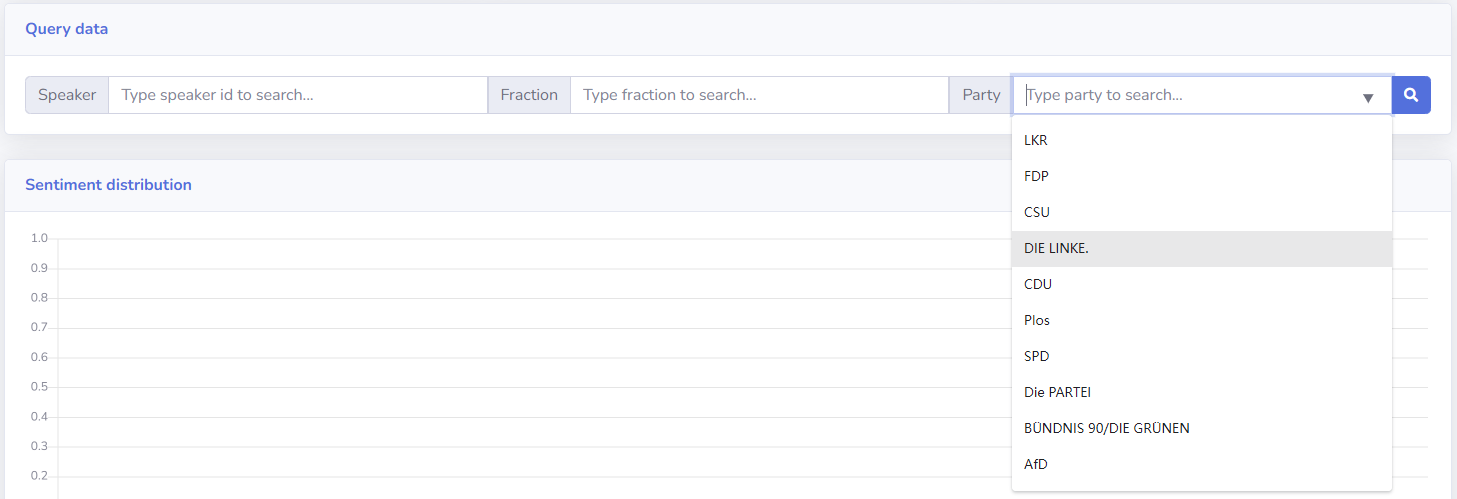 Query data
Speaker Type speaker id to search... Fraction Type fraction to search... Party Type party to search...
LKR
FDP
CSU
DIE LINKE.
CDU
Plos
SPD
Die PARTEI
BÜNDNIS 90/DIE GRÜNEN
AfD
Sentiment distribution
1.0
0.9
0.8
0.7
0.6
0.5
0.4
0.3
0.2